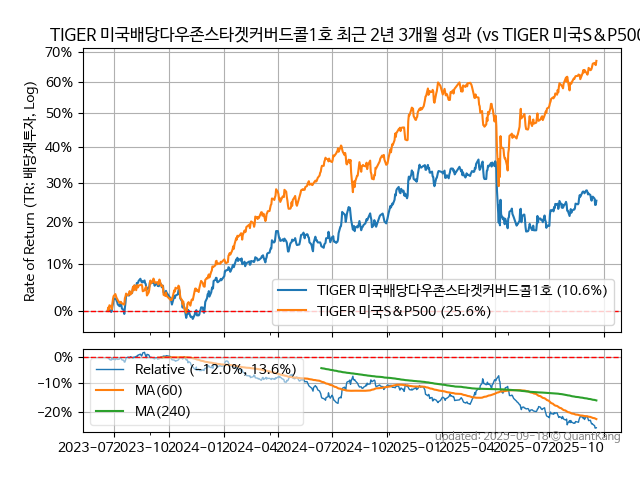 TIGER 미국배당다우존스타겟커버드콜1호 최근 2년 3개월 성과 (vs TIGER 미국S&P500
70%
60%
50%
40%
30%
20%
10%
0%
Rate of Return (TR: 배당재투자, Log)
TIGER 미국배당다우존스타겟커버드콜1호 (10.6%)
TIGER 미국S&P500 (25.6%)
0%
−10%
−20%
Relative (−12.0%, 13.6%)
MA(60)
MA(240)
updated: 2025-09-18 © QuantKang
2023-07 2023-10 2024-01 2024-04 2024-07 2024-10 2025-01 2025-04 2025-07 2025-10